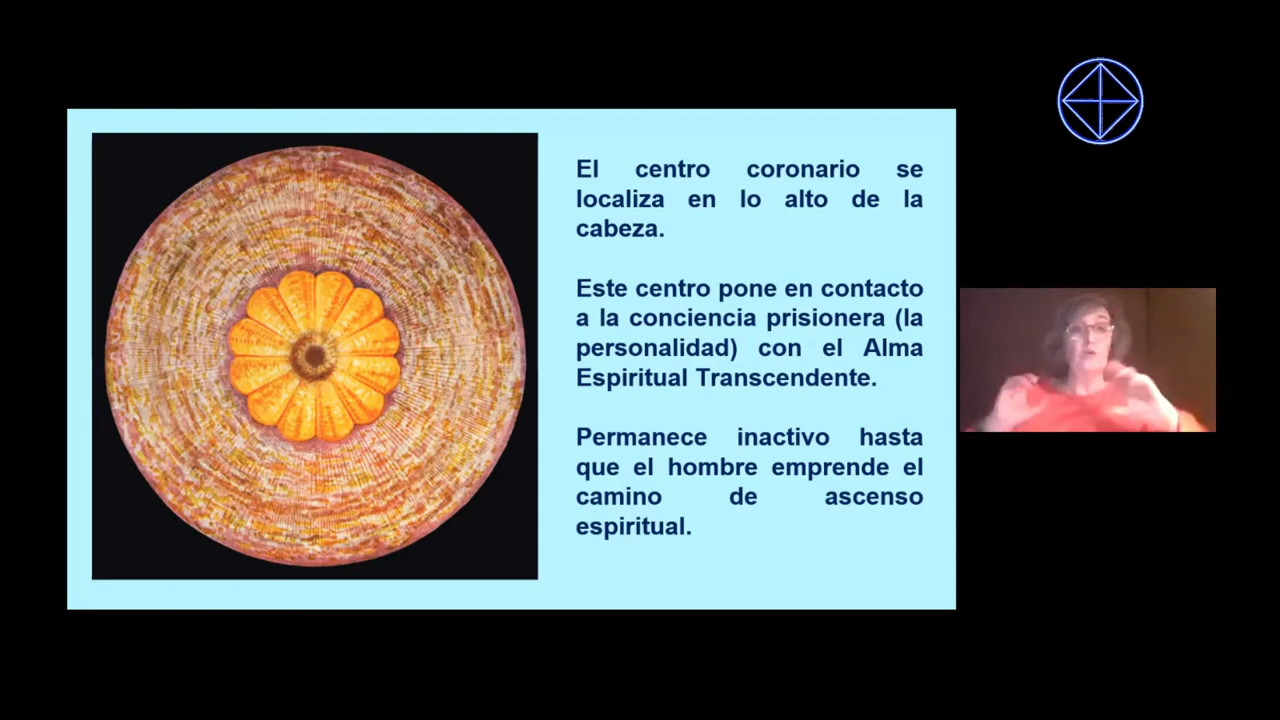 El centro coronario se
localiza en lo alto de la
cabeza.
Este centro pone en contacto
a la conciencia prisionera (la
personalidad) con el Alma
Espiritual Transcendente.
Permanece inactivo hasta
que el hombre emprende el
camino de ascenso
espiritual.